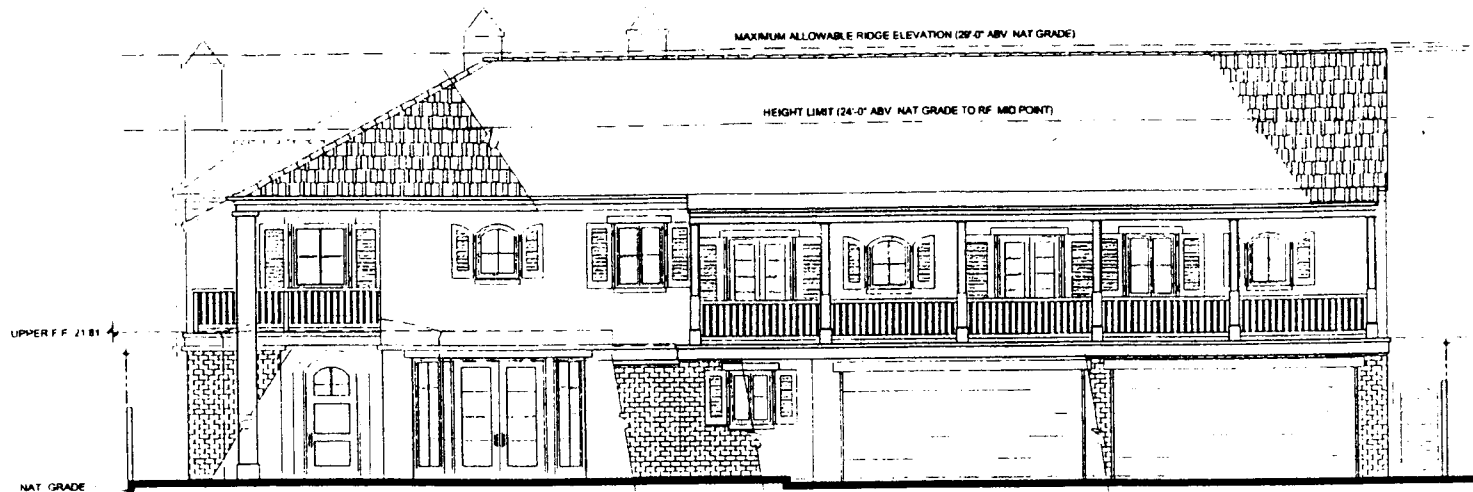 MAXIMUM ALLOWABLE RIDGE ELEVATION (29'-0" ABV NAT GRADE)
HEIGHT LIMIT (24'-0" ABV NAT GRADE TO RF MID POINT)
UPPER F.F. 21.81
NAT GRADE